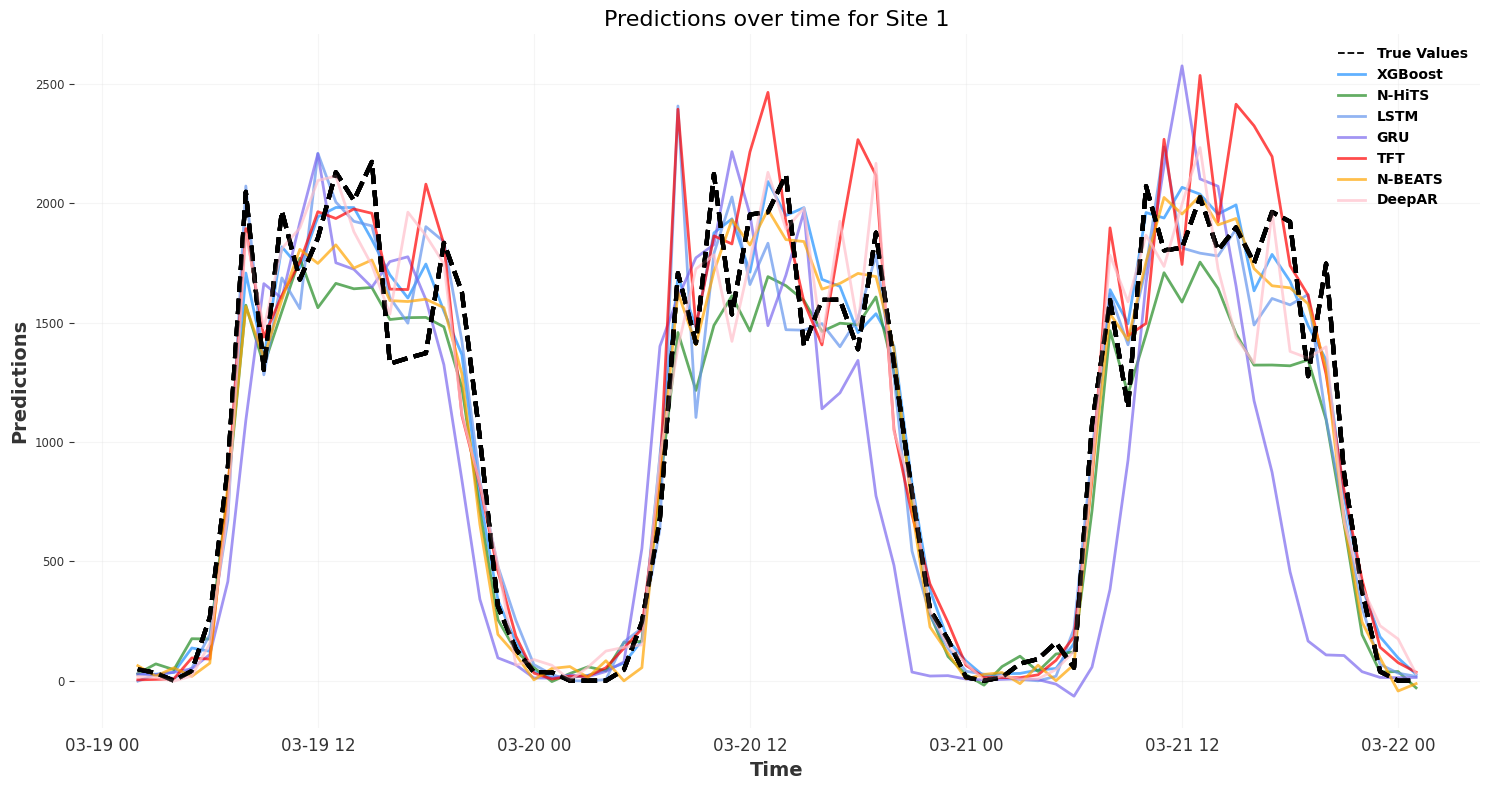 Predictions over time for Site 1
True Values
XGBoost
N-HiTS
LSTM
GRU
TFT
N-BEATS
DeepAR
Predictions
2500
2000
1500
1000
500
0
03-19 00 03-19 12 03-20 00 03-20 12 03-21 00 03-21 12 03-22 00
Time